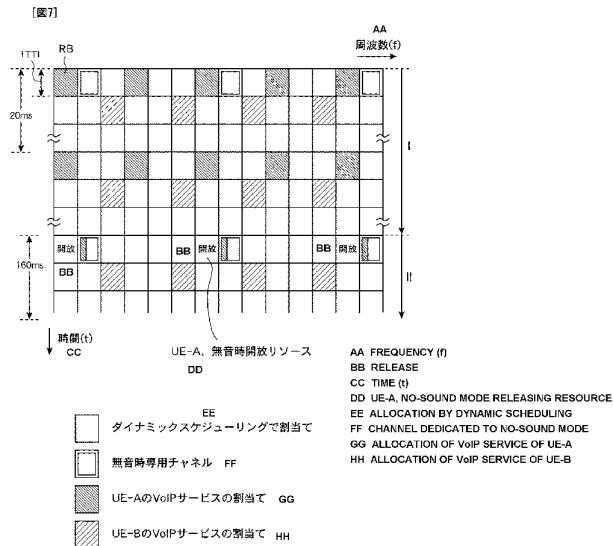 [図7]
AA
周波数(f)
RB
1TTI
20ms
I
開放
BB
開放
BB
開放
160ms
BB
II
時間(t)
CC
UE-A、無音時開放リソース
DD
AA FREQUENCY (f)
BB RELEASE
CC TIME (t)
DD UE-A, NO-SOUND MODE RELEASING RESOURCE
EE ALLOCATION BY DYNAMIC SCHEDULING
FF CHANNEL DEDICATED TO NO-SOUND MODE
GG ALLOCATION OF VoIP SERVICE OF UE-A
HH ALLOCATION OF VoIP SERVICE OF UE-B
EE
ダイナミックスケジューリングで割当て
無音時専用チャネル FF
UE-AのVoIPサービスの割当て GG
UE-BのVoIPサービスの割当て HH